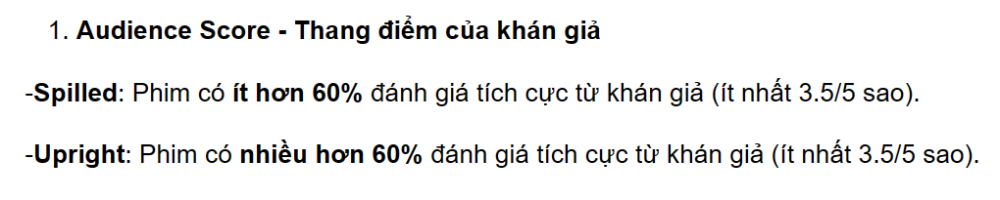 1. Audience Score - Thang điểm của khán giả
-Spilled: Phim có ít hơn 60% đánh giá tích cực từ khán giả (ít nhất 3.5/5 sao).
-Upright: Phim có nhiều hơn 60% đánh giá tích cực từ khán giả (ít nhất 3.5/5 sao).